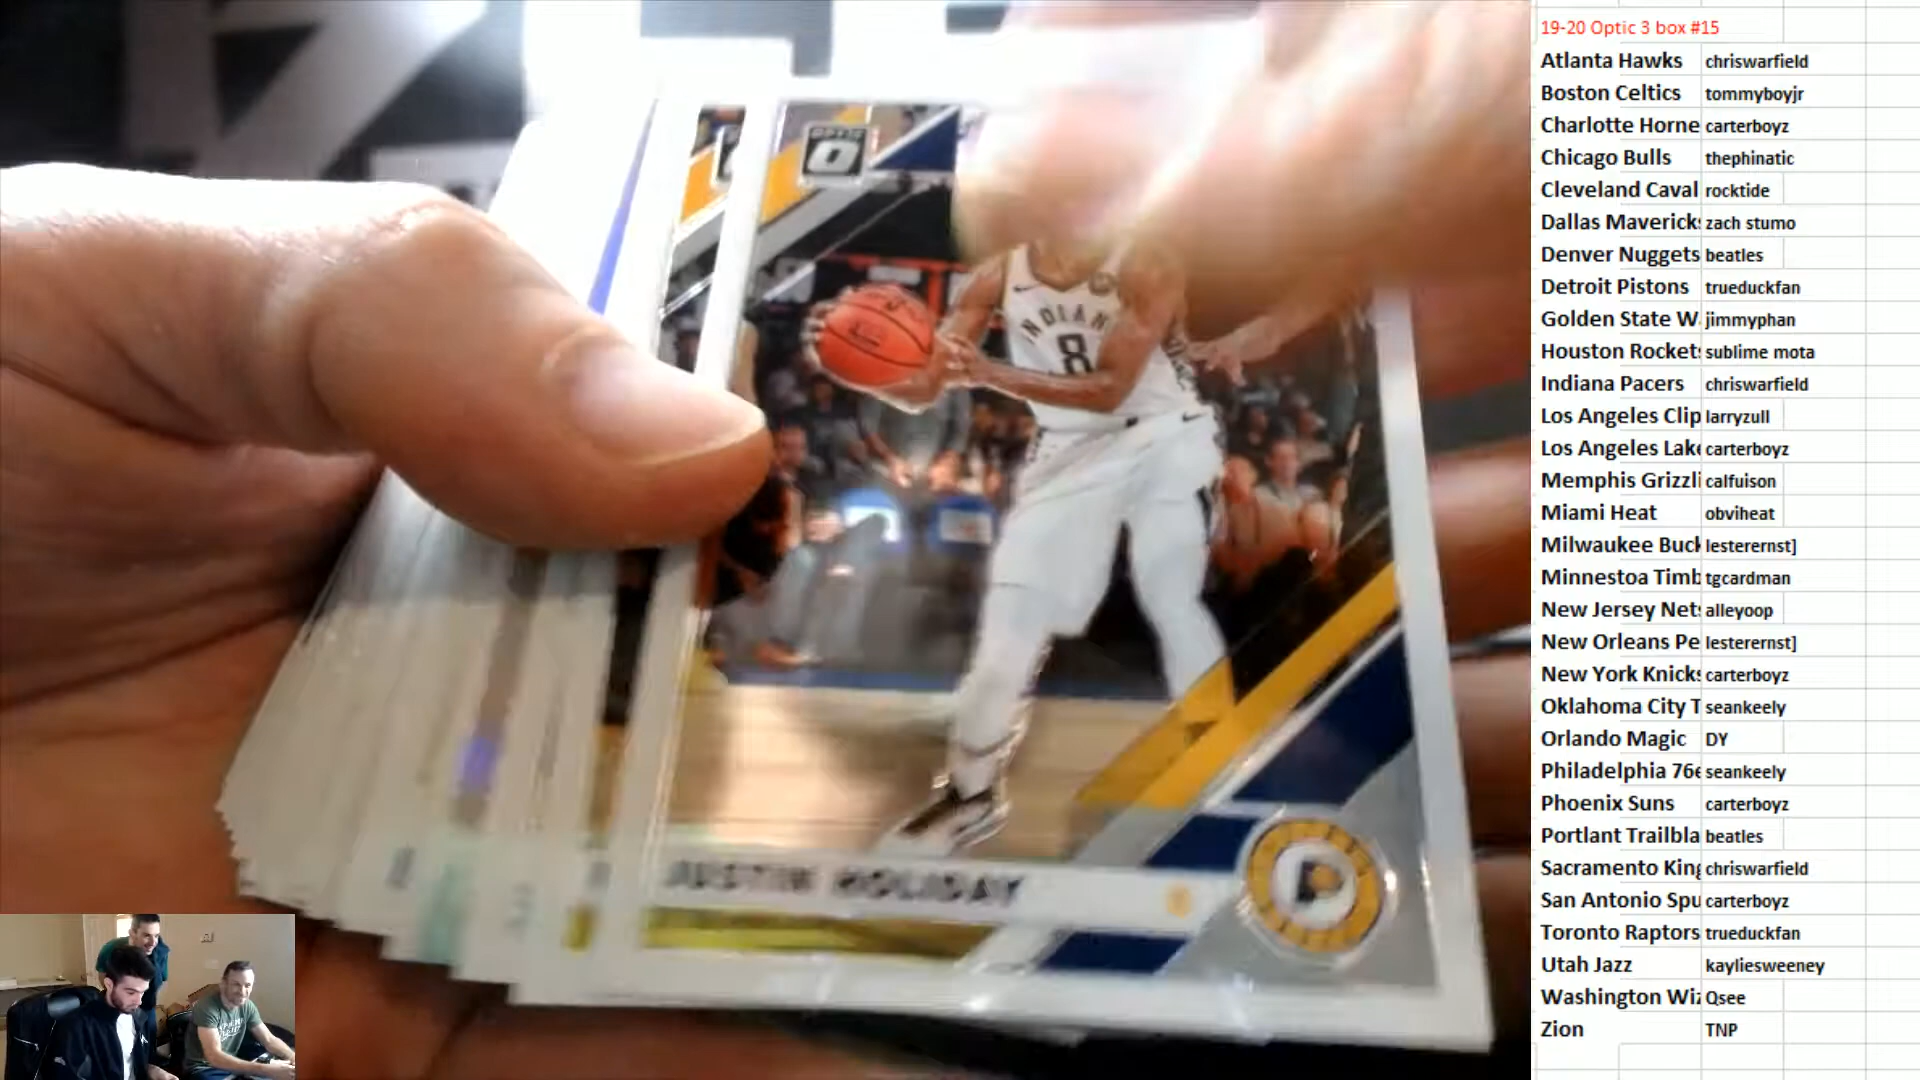 OPTIC
INDIANA
8
JUSTIN HOLIDAY
19-20 Optic 3 box #15
Atlanta Hawks chriswarfield
Boston Celtics tommyboyjr
Charlotte Horne carterboyz
Chicago Bulls thephinatic
Cleveland Caval rocktide
Dallas Mavericks zach stumo
Denver Nuggets beatles
Detroit Pistons trueduckfan
Golden State W jimmyphan
Houston Rockets sublime mota
Indiana Pacers chriswarfield
Los Angeles Clip larryzull
Los Angeles Lake carterboyz
Memphis Grizzli calfuison
Miami Heat obviheat
Milwaukee Buck lesterernst]
Minnestoa Timb tgcardman
New Jersey Nets alleyoop
New Orleans Pe lesterernst]
New York Knicks carterboyz
Oklahoma City T seankeely
Orlando Magic DY
Philadelphia 76e seankeely
Phoenix Suns carterboyz
Portlant Trailbla beatles
Sacramento King chriswarfield
San Antonio Spu carterboyz
Toronto Raptors trueduckfan
Utah Jazz kayliesweeney
Washington Wiz Qsee
Zion TNP